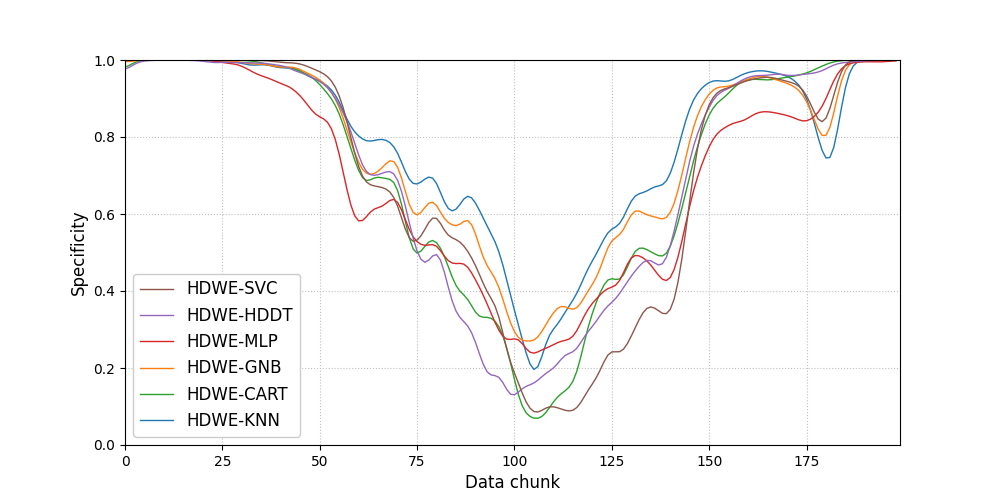 1.0
0.8
0.6
0.4
0.2
0.0
Specificity
HDWE-SVC
HDWE-HDDT
HDWE-MLP
HDWE-GNB
HDWE-CART
HDWE-KNN
0 25 50 75 100 125 150 175
Data chunk